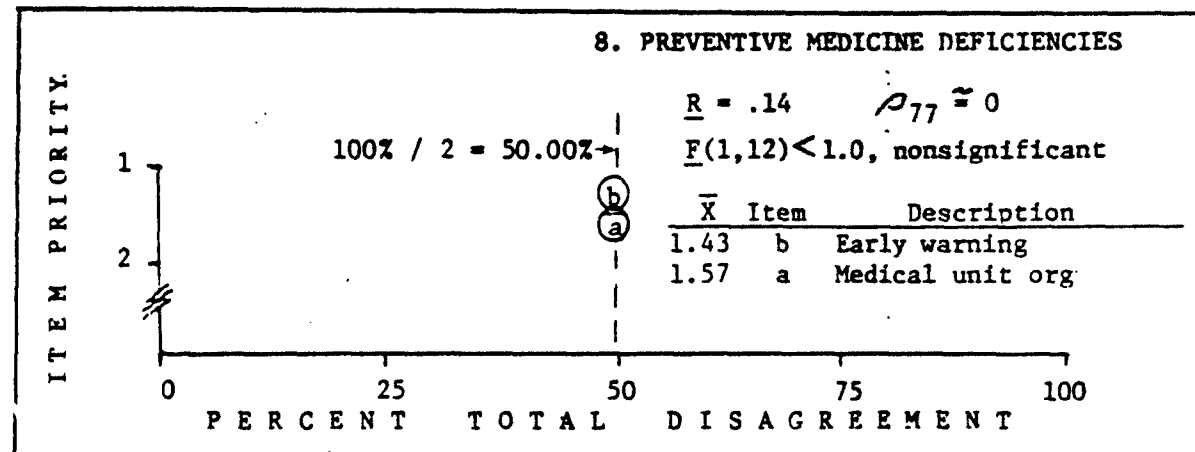 8. PREVENTIVE MEDICINE DEFICIENCIES
R = .14 ρ77 ≅ 0
100% / 2 = 50.00%→
F(1,12)<1.0, nonsignificant
ITEM PRIORITY
1
2
b
a
X̄ Item Description
1.43 b Early warning
1.57 a Medical unit org
0 25 50 75 100
PERCENT TOTAL DISAGREEMENT